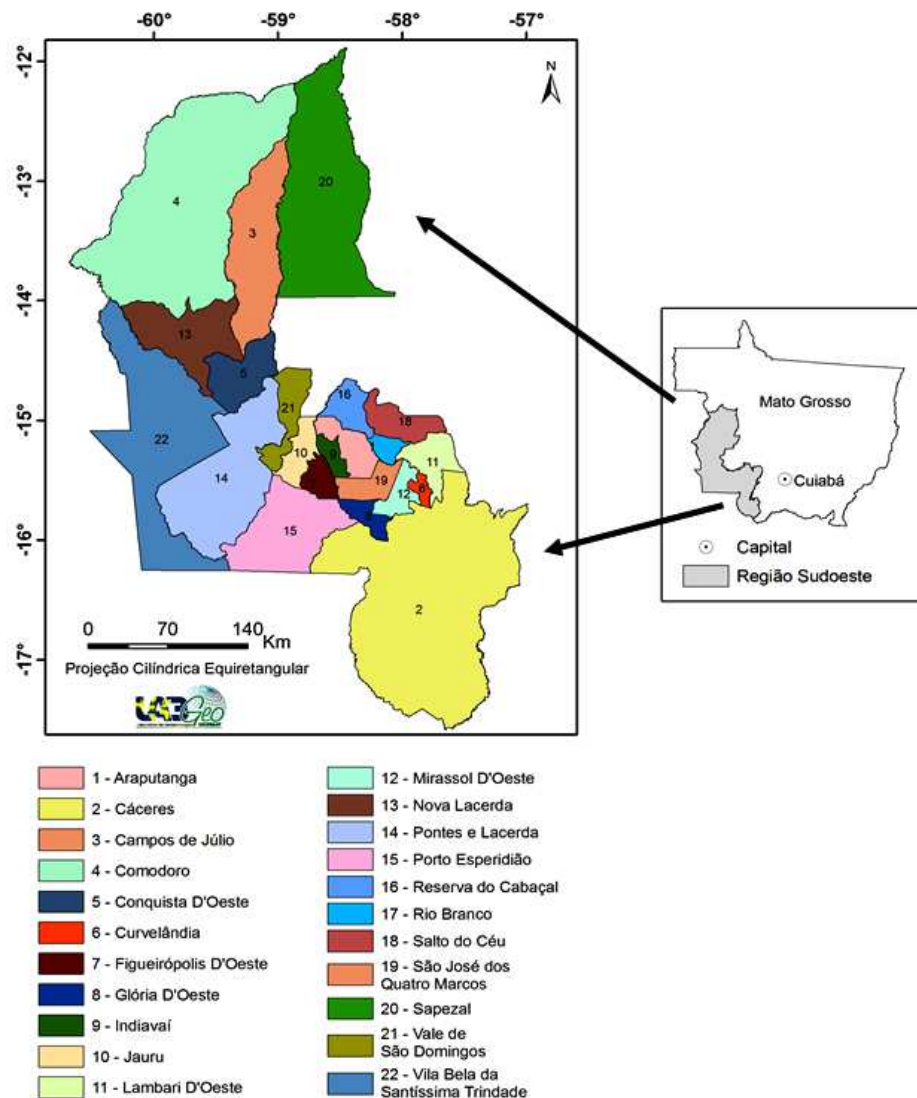 -60° -59° -58° -57°
-12°
-13°
-14°
-15°
-16°
-17°
N
20
4
3
13
5
21
16
18
22
9
10
11
14
19
6
12
15
2
0 70 140
Km
Projeção Cilíndrica Equiretangular
Geo
Mato Grosso
Cuiabá
Capital
Região Sudoeste
1 - Araputanga
2 - Cáceres
3 - Campos de Júlio
4 - Comodoro
5 - Conquista D'Oeste
6 - Curvelândia
7 - Figueirópolis D'Oeste
8 - Glória D'Oeste
9 - Indiavaí
10 - Jauru
11 - Lambari D'Oeste
12 - Mirassol D'Oeste
13 - Nova Lacerda
14 - Pontes e Lacerda
15 - Porto Esperidião
16 - Reserva do Cabaçal
17 - Rio Branco
18 - Salto do Céu
19 - São José dos
Quatro Marcos
20 - Sapezal
21 - Vale de
São Domingos
22 - Vila Bela da
Santíssima Trindade